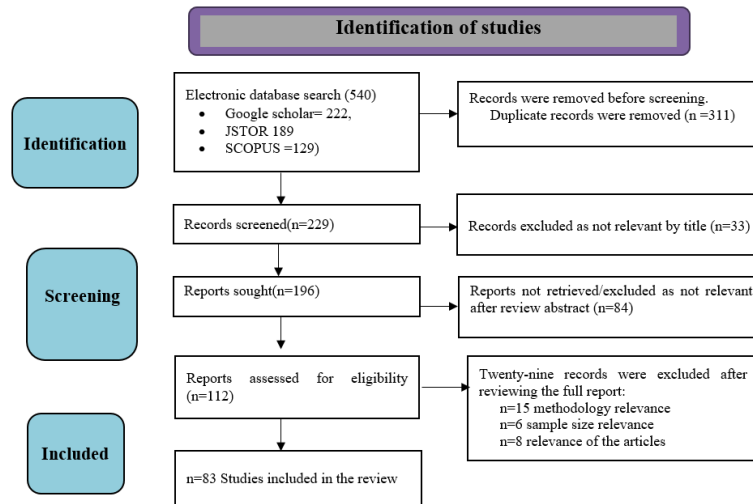 Identification of studies
Identification
Electronic database search (540)
• Google scholar= 222,
• JSTOR 189
• SCOPUS =129)
Records were removed before screening.
Duplicate records were removed (n =311)
Records screened(n=229)
Records excluded as not relevant by title (n=33)
Screening
Reports sought(n=196)
Reports not retrieved/excluded as not relevant
after review abstract (n=84)
Reports assessed for eligibility
(n=112)
Twenty-nine records were excluded after
reviewing the full report:
n=15 methodology relevance
n=6 sample size relevance
n=8 relevance of the articles
Included
n=83 Studies included in the review